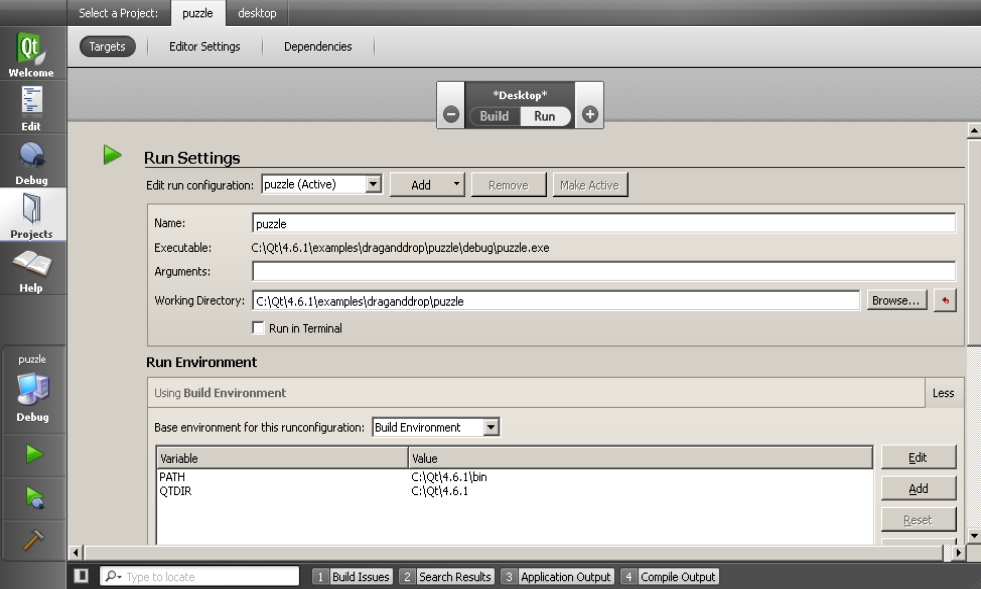 Select a Project: puzzle desktop
Qt
Welcome
Edit
Debug
Projects
Help
puzzle
Debug
Targets Editor Settings Dependencies
*Desktop*
Build Run
Run Settings
Edit run configuration: puzzle (Active) Add Remove Make Active
Name: puzzle
Executable: C:\Qt\4.6.1\examples\draganddrop\puzzle\debug\puzzle.exe
Arguments:
Working Directory: C:\Qt\4.6.1\examples\draganddrop\puzzle Browse...
Run in Terminal
Run Environment
Using Build Environment Less
Base environment for this runconfiguration: Build Environment
Variable Value Edit
PATH C:\Qt\4.6.1\bin
QTDIR C:\Qt\4.6.1
Add
Reset
Type to locate 1 Build Issues 2 Search Results 3 Application Output 4 Compile Output